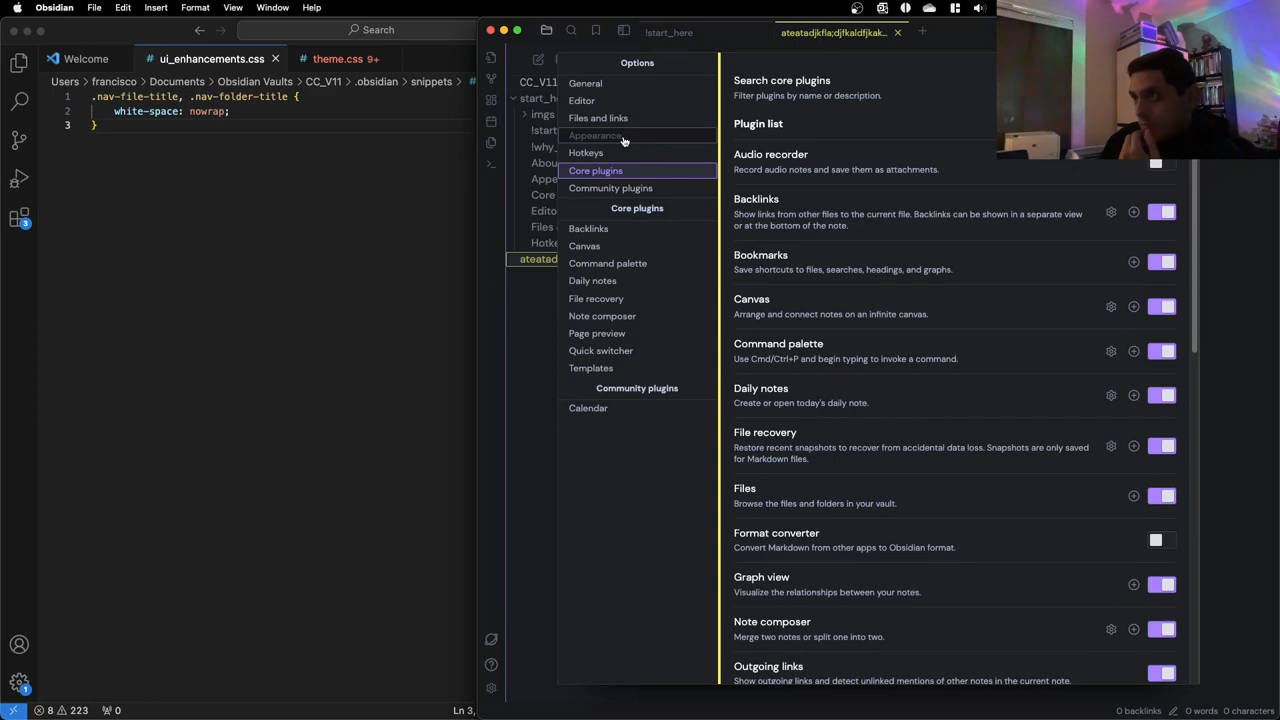 Obsidian File Edit Insert Format View Window Help
Search
Welcome
# ui_enhancements.css
# theme.css 9+
Users > francisco > Documents > Obsidian Vaults > CC_V11 > .obsidian > snippets > #
1 .nav-file-title, .nav-folder-title {
2 white-space: nowrap;
3 }
3
1
8 223 0
Ln 3,
!start_here
ateatadjkfla;djfkaldfjkak...
CC_V11
start_h
imgs
!start
!why_
Abou
Appe
Core
Edito
Files
Hotke
ateatad
Options
General
Editor
Files and links
Appearance
Hotkeys
Core plugins
Community plugins
Core plugins
Backlinks
Canvas
Command palette
Daily notes
File recovery
Note composer
Page preview
Quick switcher
Templates
Community plugins
Calendar
Search core plugins
Filter plugins by name or description.
Plugin list
Audio recorder
Record audio notes and save them as attachments.
Backlinks
Show links from other files to the current file. Backlinks can be shown in a separate view
or at the bottom of the note.
Bookmarks
Save shortcuts to files, searches, headings, and graphs.
Canvas
Arrange and connect notes on an infinite canvas.
Command palette
Use Cmd/Ctrl+P and begin typing to invoke a command.
Daily notes
Create or open today's daily note.
File recovery
Restore recent snapshots to recover from accidental data loss. Snapshots are only saved
for Markdown files.
Files
Browse the files and folders in your vault.
Format converter
Convert Markdown from other apps to Obsidian format.
Graph view
Visualize the relationships between your notes.
Note composer
Merge two notes or split one into two.
Outgoing links
Show outgoing links and detect unlinked mentions of other notes in the current note.
0 backlinks 0 words 0 characters